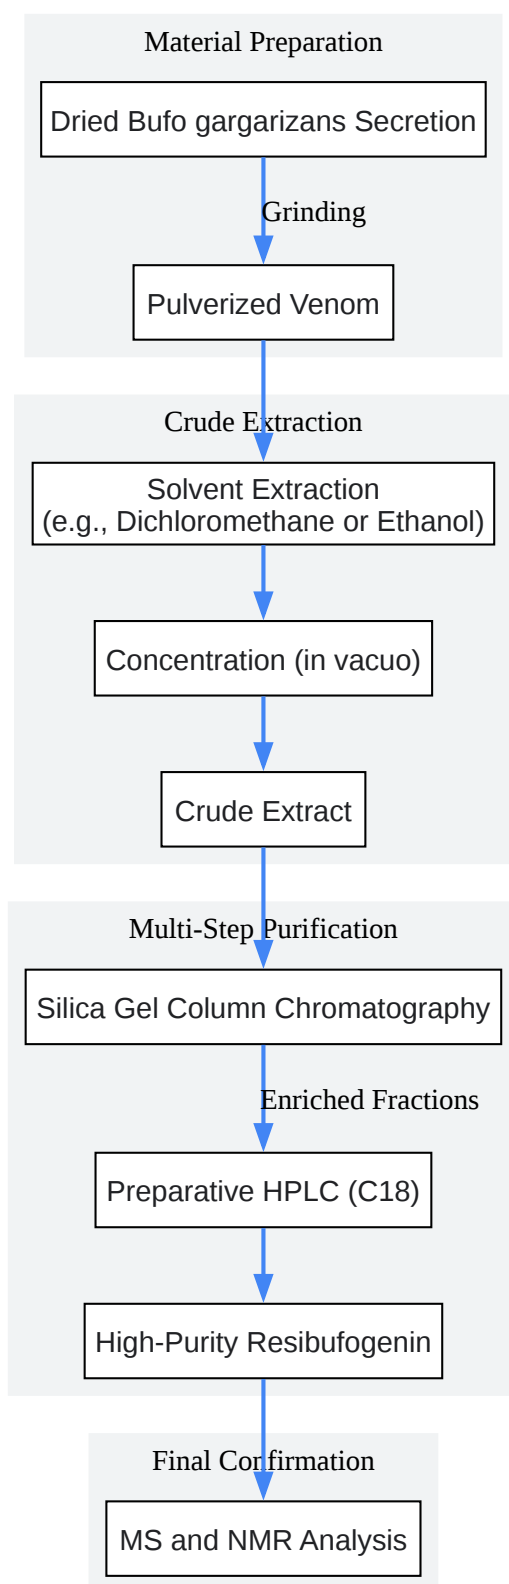 Material Preparation
Dried Bufo gargarizans Secretion
Grinding
Pulverized Venom
Crude Extraction
Solvent Extraction
(e.g., Dichloromethane or Ethanol)
Concentration (in vacuo)
Crude Extract
Multi-Step Purification
Silica Gel Column Chromatography
Enriched Fractions
Preparative HPLC (C18)
High-Purity Resibufogenin
Final Confirmation
MS and NMR Analysis